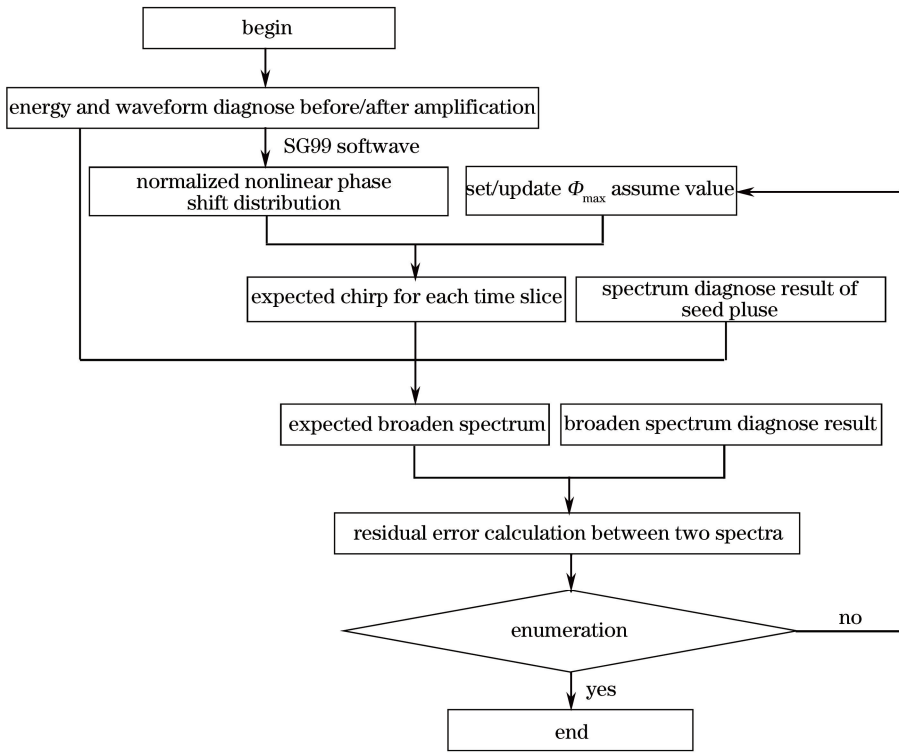 begin
energy and waveform diagnose before/after amplification
SG99 softwave
normalized nonlinear phase
shift distribution
set/update Φmax assume value
expected chirp for each time slice
spectrum diagnose result of
seed pluse
expected broaden spectrum
broaden spectrum diagnose result
residual error calculation between two spectra
enumeration
no
yes
end